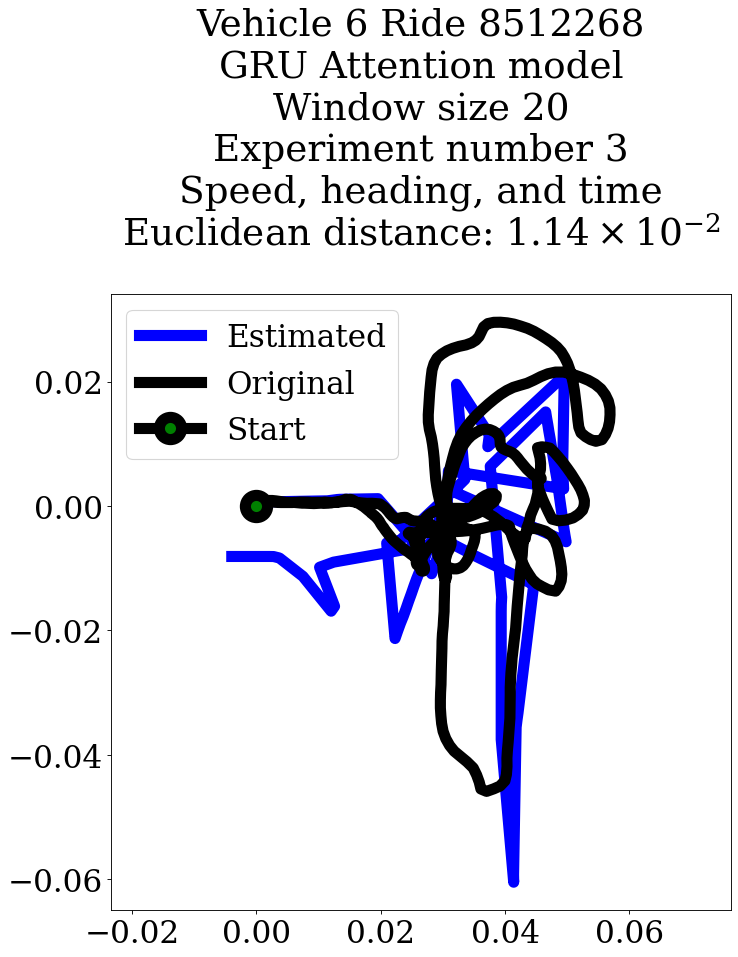 Vehicle 6 Ride 8512268
GRU Attention model
Window size 20
Experiment number 3
Speed, heading, and time
Euclidean distance: 1.14 × 10⁻²
Estimated
Original
Start
0.02
0.00
−0.02
−0.04
−0.06
−0.02 0.00 0.02 0.04 0.06